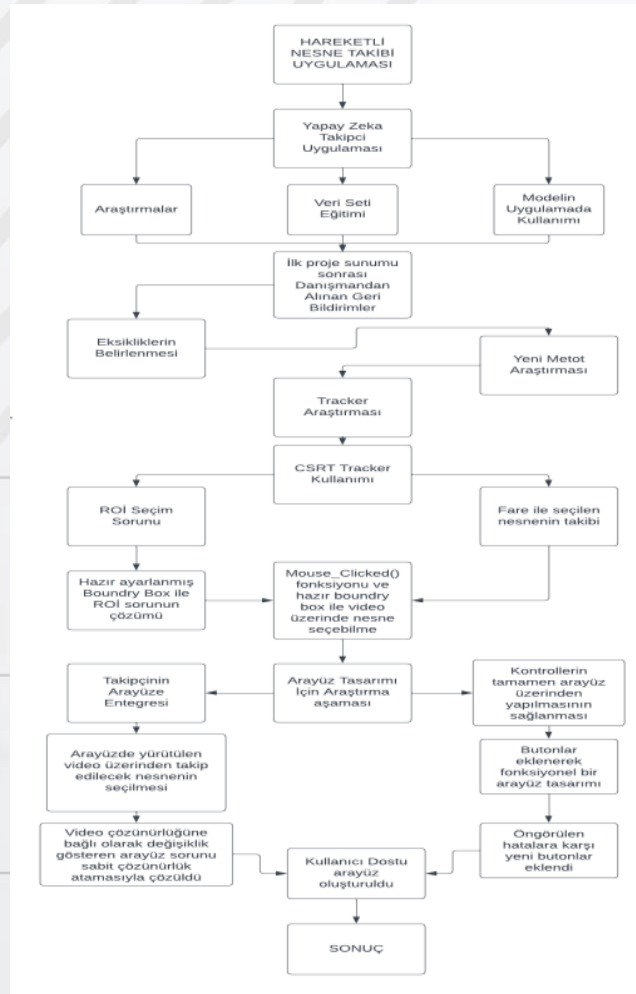 HAREKETLİ
NESNE TAKİBİ
UYGULAMASI
Yapay Zeka
Takipci
Uygulaması
Araştırmalar
Veri Seti
Eğitimi
Modelin
Uygulamada
Kullanımı
İlk proje sunumu
sonrası
Danışmandan
Alınan Geri
Bildirimler
Eksikliklerin
Belirlenmesi
Yeni Metot
Araştırması
Tracker
Araştırması
CSRT Tracker
Kullanımı
ROİ Seçim
Sorunu
Fare ile seçilen
nesnenin takibi
Hazır ayarlanmış
Boundry Box ile
ROİ sorunun
çözümü
Mouse_Clicked()
fonksiyonu ve
hazır boundry
box ile video
üzerinde nesne
seçebilme
Takipçinin
Arayüze
Entegresi
Arayüz Tasarımı
İçin Araştırma
aşaması
Kontrollerin
tamamen arayüz
üzerinden
yapılmasının
sağlanması
Arayüzde yürütülen
video üzerinden takip
edilecek nesnenin
seçilmesi
Butonlar
eklenerek
fonksiyonel bir
arayüz tasarımı
Video çözünürlüğüne
bağlı olarak değişiklik
gösteren arayüz sorunu
sabit çözünürlük
atamasıyla çözüldü
Kullanıcı Dostu
arayüz
oluşturuldu
Öngörülen
hatalara karşı
yeni butonlar
eklendi
SONUÇ